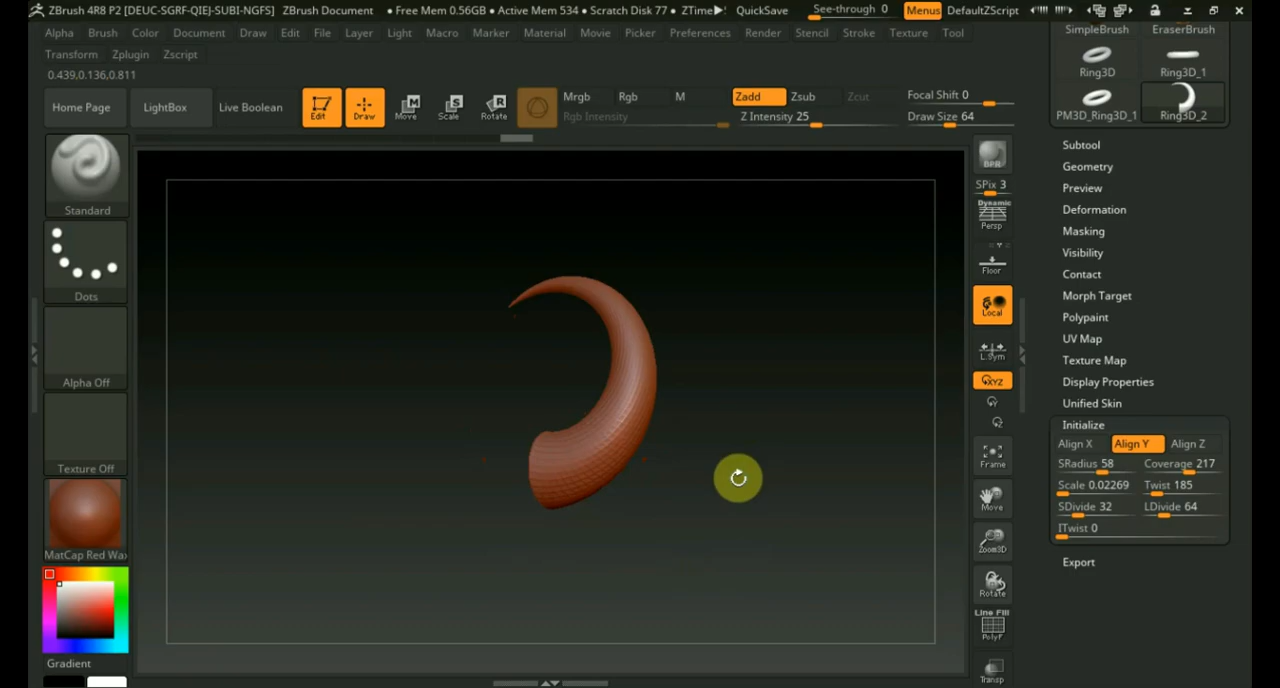 ZBrush 4R8 P2 [DEUC-SGRF-QIEJ-SUBI-NGFS] ZBrush Document • Free Mem 0.56GB • Active Mem 534 • Scratch Disk 77 • ZTime▶ QuickSave See-through 0 Menus DefaultZScript
Alpha Brush Color Document Draw Edit File Layer Light Macro Marker Material Movie Picker Preferences Render Stencil Stroke Texture Tool
Transform Zplugin Zscript
0.439,0.136,0.811
Home Page LightBox Live Boolean
Edit Draw Move Scale Rotate
Mrgb Rgb M
Rgb Intensity
Zadd Zsub Zcut
Z Intensity 25
Focal Shift 0
Draw Size 64
Standard
Dots
Alpha Off
Texture Off
MatCap Red Wax
Gradient
BPR
SPix 3
Dynamic
Persp
Floor
Local
L.Sym
XYZ
Y
Z
Frame
Move
Zoom3D
Rotate
Line Fill
PolyF
Transp
SimpleBrush EraserBrush
Ring3D Ring3D_1
PM3D_Ring3D_1 Ring3D_2
Subtool
Geometry
Preview
Deformation
Masking
Visibility
Contact
Morph Target
Polypaint
UV Map
Texture Map
Display Properties
Unified Skin
Initialize
Align X Align Y Align Z
SRadius 58 Coverage 217
Scale 0.02269 Twist 185
SDivide 32 LDivide 64
ITwist 0
Export